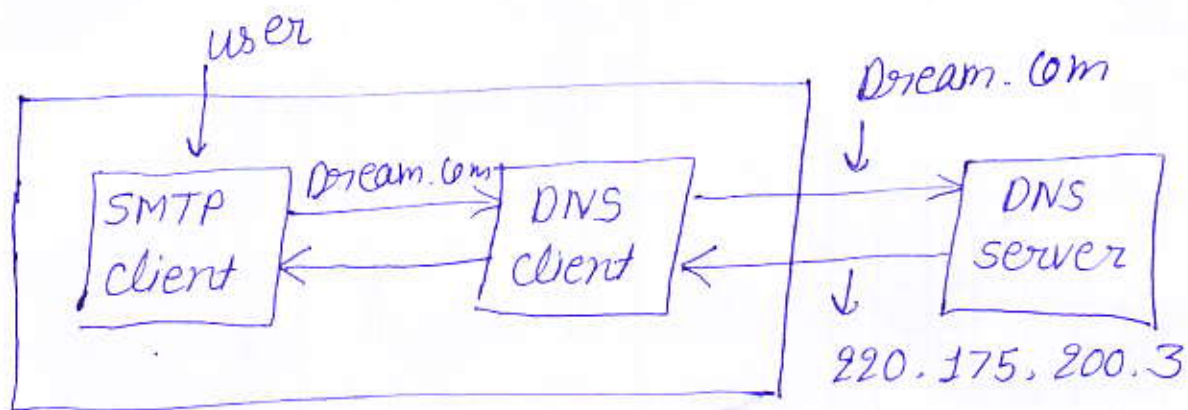 user
Dream.com
SMTP
client
Dream.com
DNS
client
DNS
server
220.175.200.3